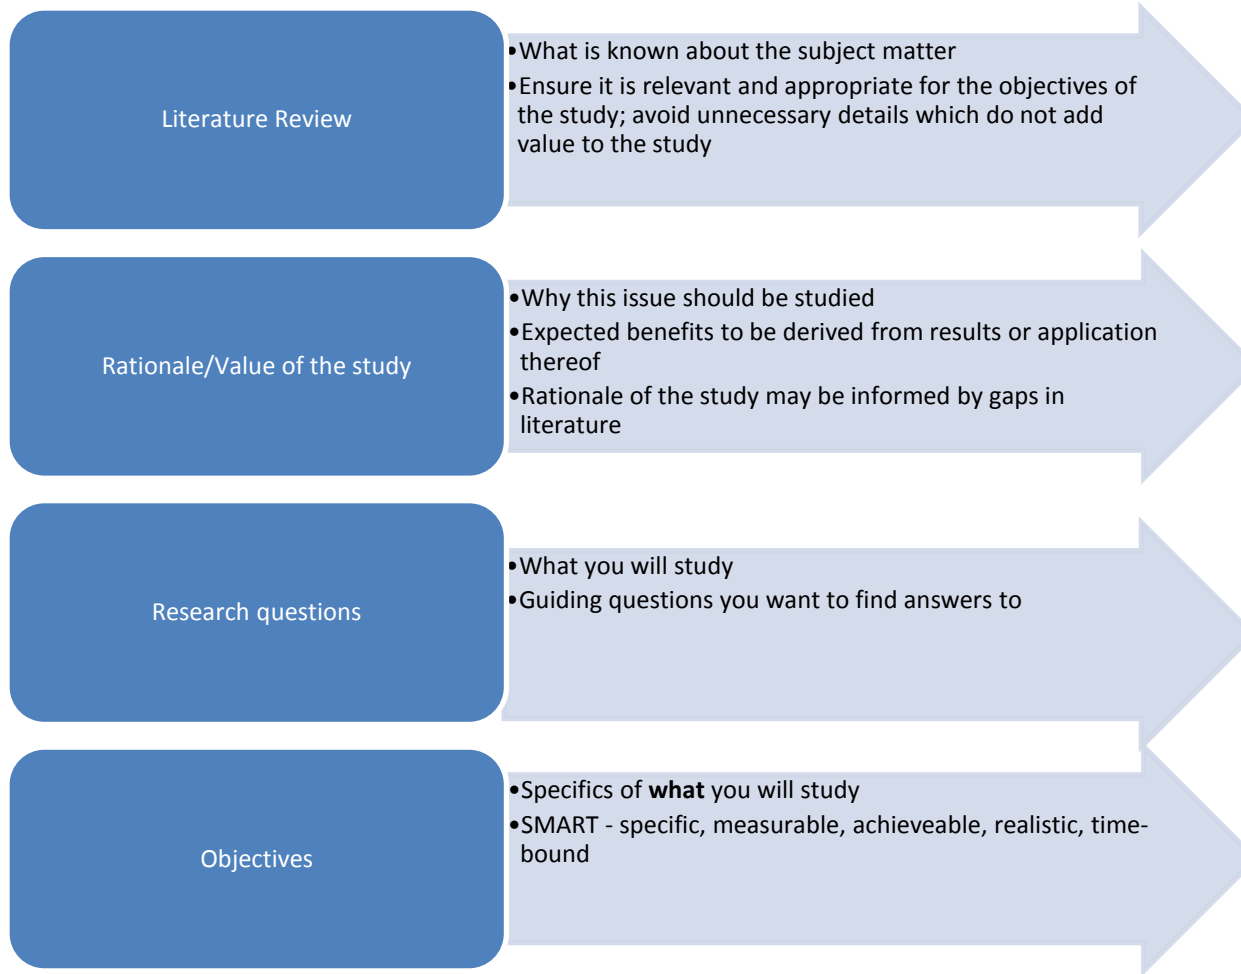 Literature Review
•What is known about the subject matter
•Ensure it is relevant and appropriate for the objectives of
the study; avoid unnecessary details which do not add
value to the study
Rationale/Value of the study
•Why this issue should be studied
•Expected benefits to be derived from results or application
thereof
•Rationale of the study may be informed by gaps in
literature
Research questions
•What you will study
•Guiding questions you want to find answers to
Objectives
•Specifics of what you will study
•SMART - specific, measurable, achieveable, realistic, time-
bound